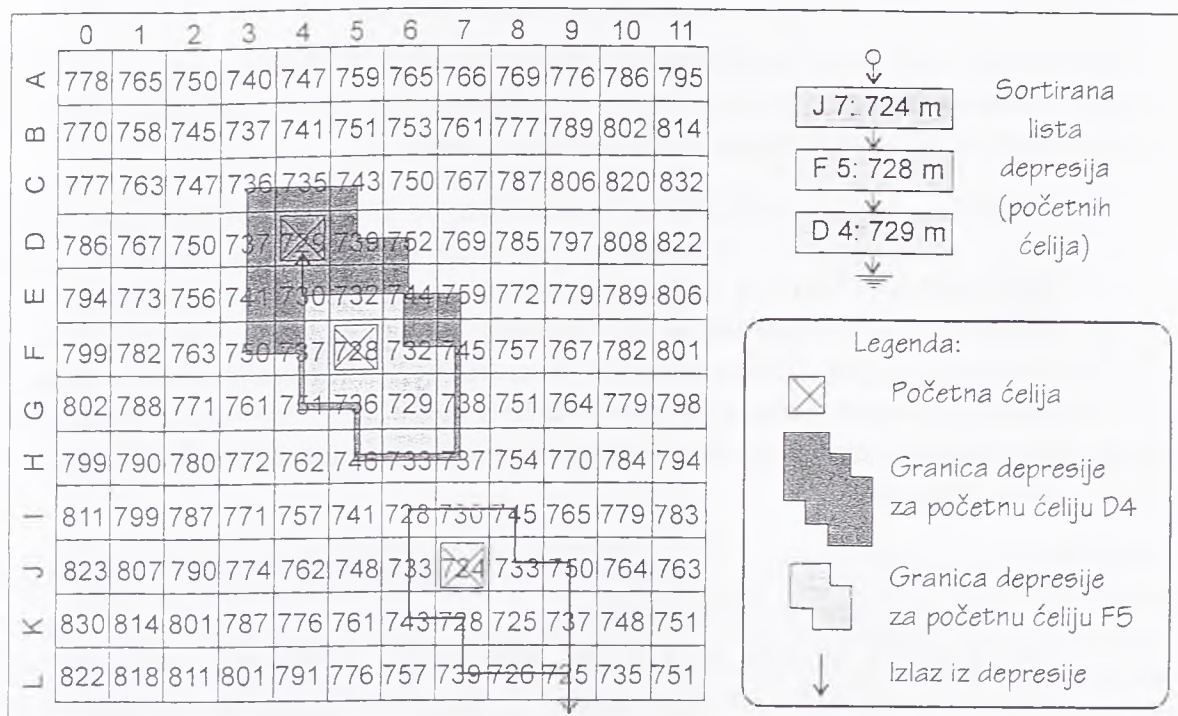 0 1 2 3 4 5 6 7 8 9 10 11
A 778 765 750 740 747 759 765 766 769 776 786 795
B 770 758 745 737 741 751 753 761 777 789 802 814
C 777 763 747 736 735 743 750 767 787 806 820 832
D 786 767 750 737 729 739 752 769 785 797 808 822
E 794 773 756 741 730 732 744 759 772 779 789 806
F 799 782 763 750 737 728 732 745 757 767 782 801
G 802 788 771 761 751 736 729 738 751 764 779 798
H 799 790 780 772 762 746 733 737 754 770 784 794
I 811 799 787 771 757 741 728 730 745 765 779 783
J 823 807 790 774 762 748 733 724 733 750 764 763
K 830 814 801 787 776 761 743 728 725 737 748 751
L 822 818 811 801 791 776 757 739 726 725 735 751
J 7: 724 m
F 5: 728 m
D 4: 729 m
Sortirana
lista
depresija
(početnih
ćelija)
Legenda:
Početna ćelija
Granica depresije
za početnu ćeliju D4
Granica depresije
za početnu ćeliju F5
Izlaz iz depresije